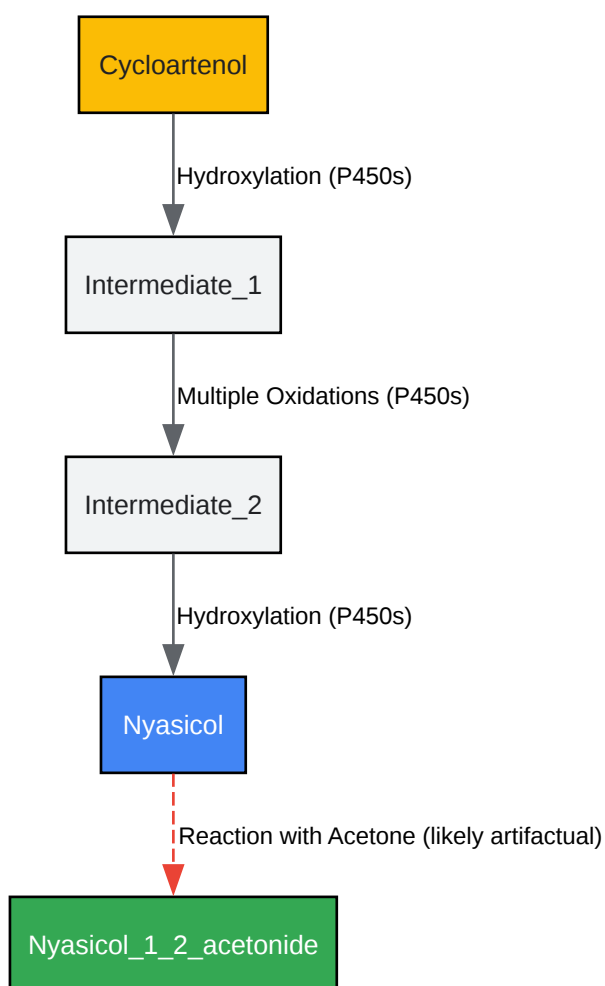 Cycloartenol
Hydroxylation (P450s)
Intermediate_1
Multiple Oxidations (P450s)
Intermediate_2
Hydroxylation (P450s)
Nyasicol
Reaction with Acetone (likely artifactual)
Nyasicol_1_2_acetonide